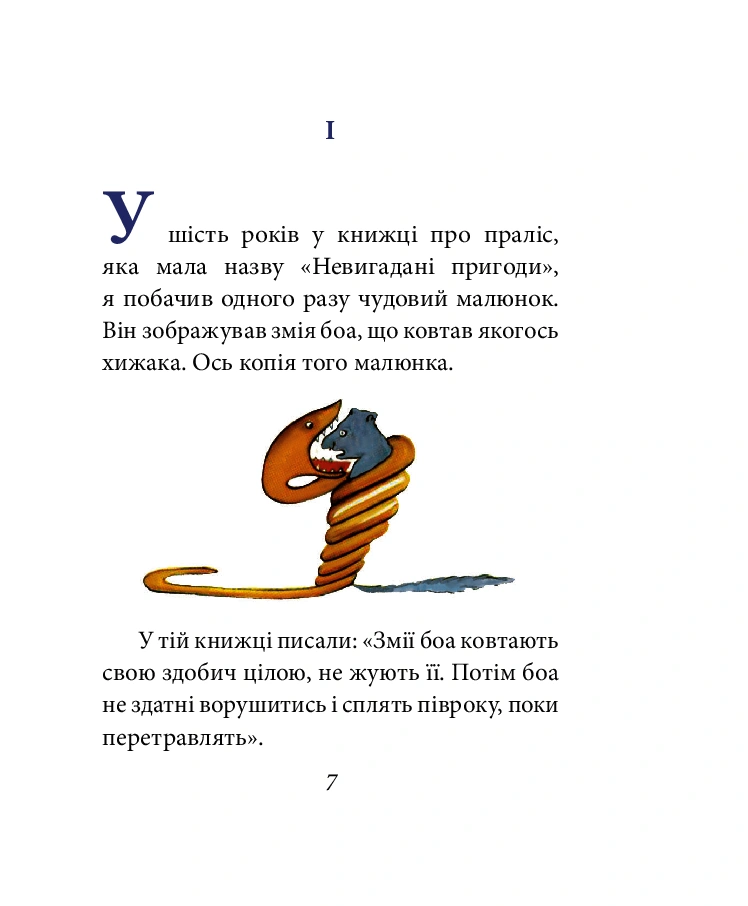 I
У шість років у книжці про праліс,
яка мала назву «Невигадані пригоди»,
я побачив одного разу чудовий малюнок.
Він зображував змія боа, що ковтав якогось
хижака. Ось копія того малюнка.
У тій книжці писали: «Змії боа ковтають
свою здобич цілою, не жують її. Потім боа
не здатні ворушитись і сплять півроку, поки
перетравлять».
7